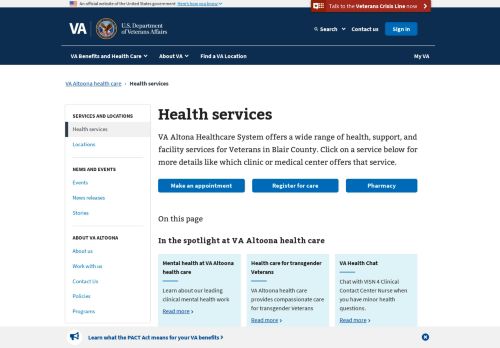 An official website of the United States government Here's how you know
Talk to the Veterans Crisis Line now
VA
U.S. Department
of Veterans Affairs
Search
Contact us
Sign in
VA Benefits and Health Care
About VA
Find a VA Location
My VA
VA Altoona health care › Health services
SERVICES AND LOCATIONS
Health services
Locations
NEWS AND EVENTS
Events
News releases
Stories
ABOUT VA ALTOONA
About us
Work with us
Contact Us
Policies
Programs
Health services
VA Altona Healthcare System offers a wide range of health, support, and
facility services for Veterans in Blair County. Click on a service below for
more details like which clinic or medical center offers that service.
Make an appointment
Register for care
Pharmacy
On this page
In the spotlight at VA Altoona health care
Mental health at VA Altoona
health care
Learn about our leading
clinical mental health work
Read more
Health care for transgender
Veterans
VA Altoona health care
provides compassionate care
for transgender Veterans
Read more
VA Health Chat
Chat with VISN 4 Clinical
Contact Center Nurse when
you have minor health
questions.
Read more
Learn what the PACT Act means for your VA benefits